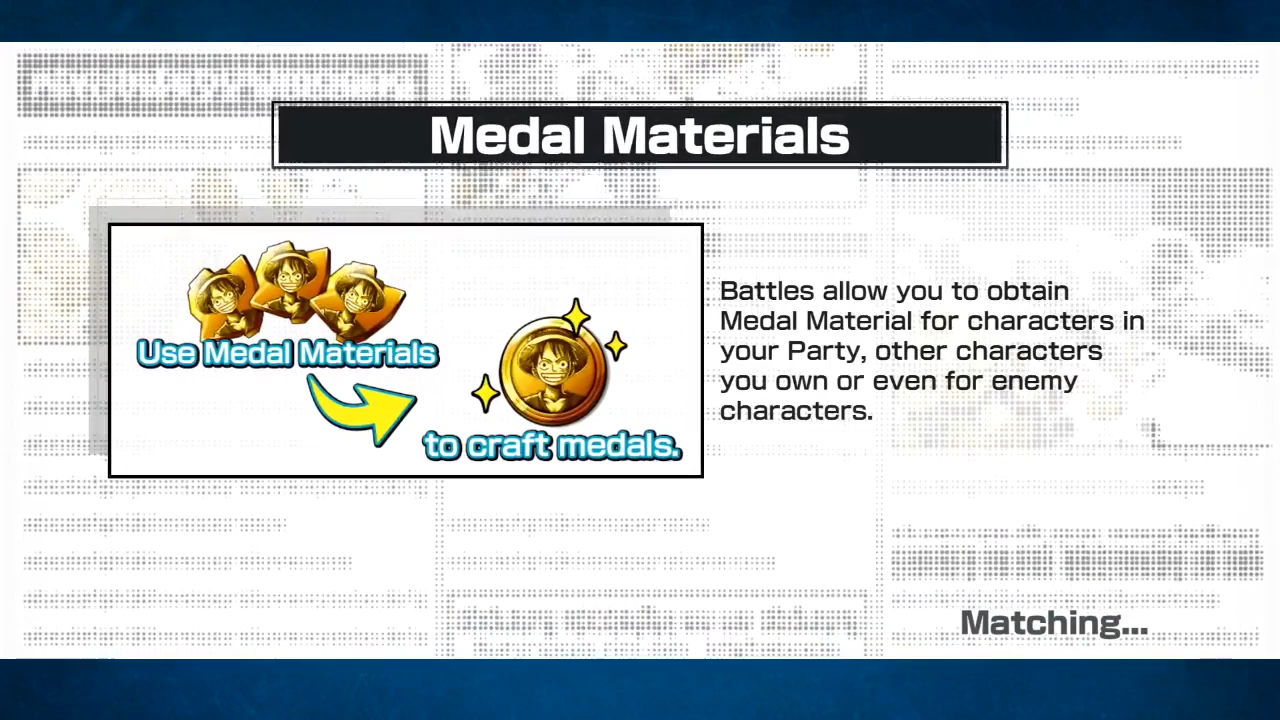 Medal Materials
Use Medal Materials
to craft medals.
Battles allow you to obtain
Medal Material for characters in
your Party, other characters
you own or even for enemy
characters.
Matching...